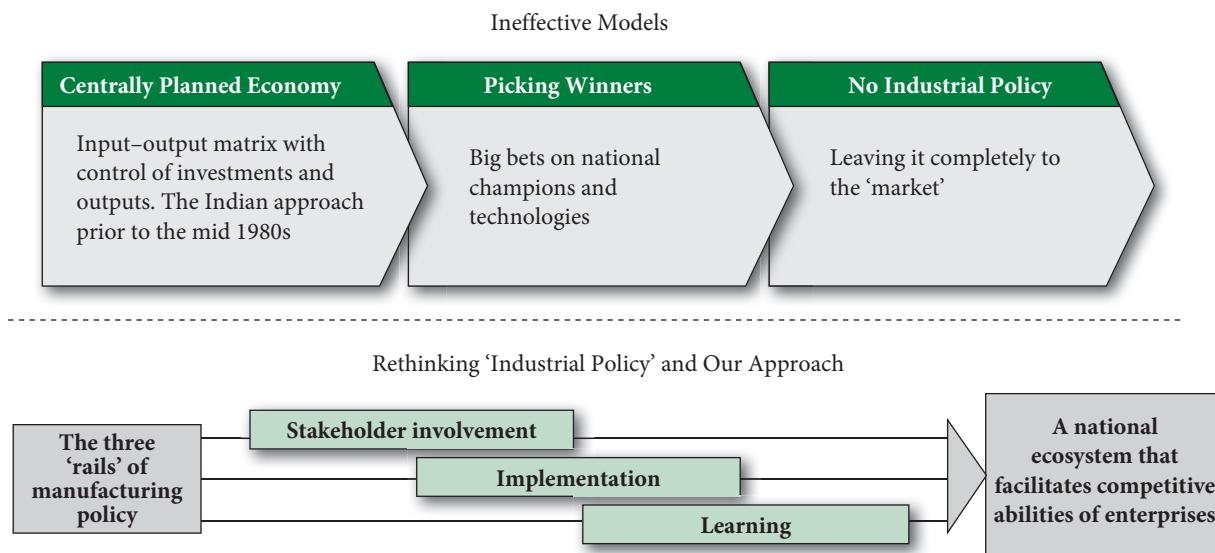 Ineffective Models
Centrally Planned Economy
Input–output matrix with
control of investments and
outputs. The Indian approach
prior to the mid 1980s
Picking Winners
Big bets on national
champions and
technologies
No Industrial Policy
Leaving it completely to
the ‘market’
Rethinking ‘Industrial Policy’ and Our Approach
The three
‘rails’ of
manufacturing
policy
Stakeholder involvement
Implementation
Learning
A national
ecosystem that
facilitates competitive
abilities of enterprises